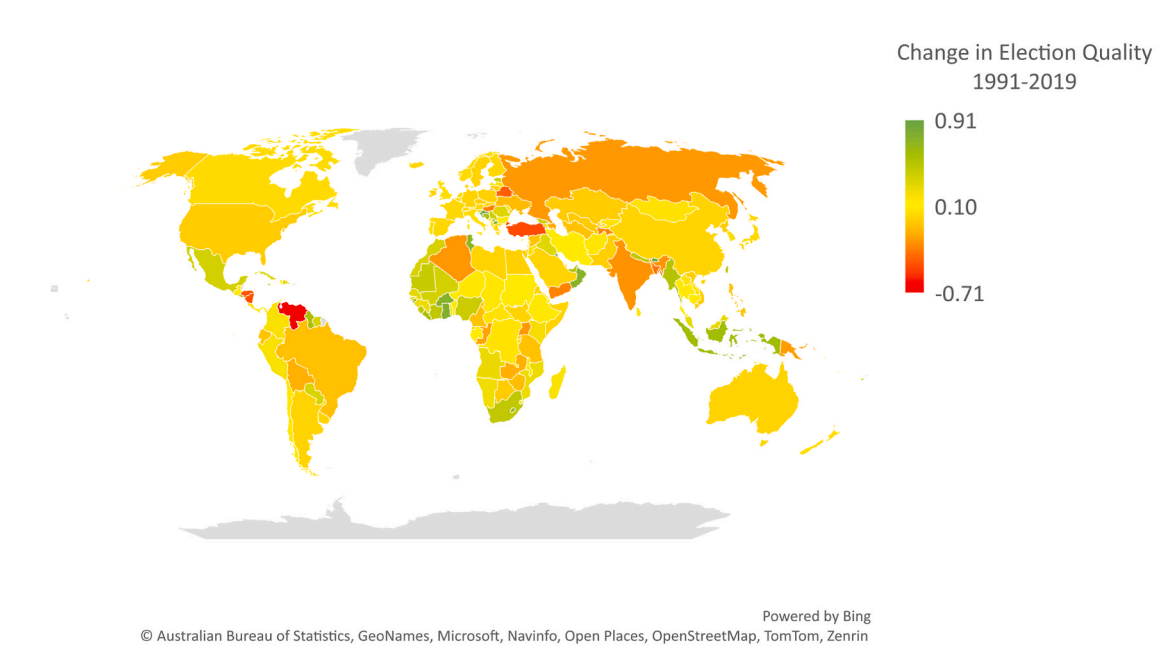 Change in Election Quality
1991-2019
0.91
0.10
-0.71
Powered by Bing
© Australian Bureau of Statistics, GeoNames, Microsoft, Navinfo, Open Places, OpenStreetMap, TomTom, Zenrin